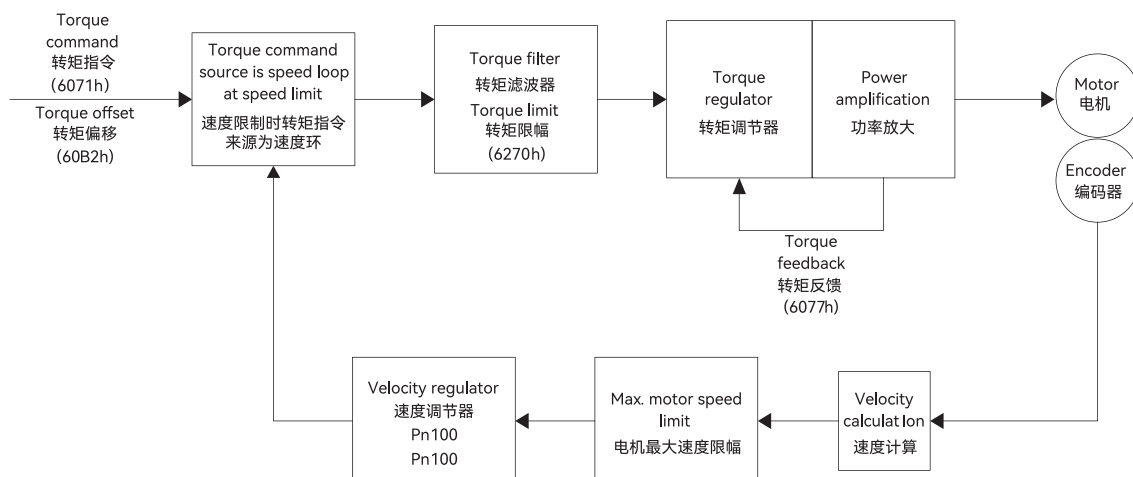 Torque
command
转矩指令
(6071h)
Torque offset
转矩偏移
(60B2h)
Torque command
source is speed loop
at speed limit
速度限制时转矩指令
来源为速度环
Torque filter
转矩滤波器
Torque limit
转矩限幅
(6270h)
Torque
regulator
转矩调节器
Power
amplification
功率放大
Motor
电机
Encoder
编码器
Torque
feedback
转矩反馈
(6077h)
Velocity regulator
速度调节器
Pn100
Pn100
Max. motor speed
limit
电机最大速度限幅
Velocity
calculatIon
速度计算